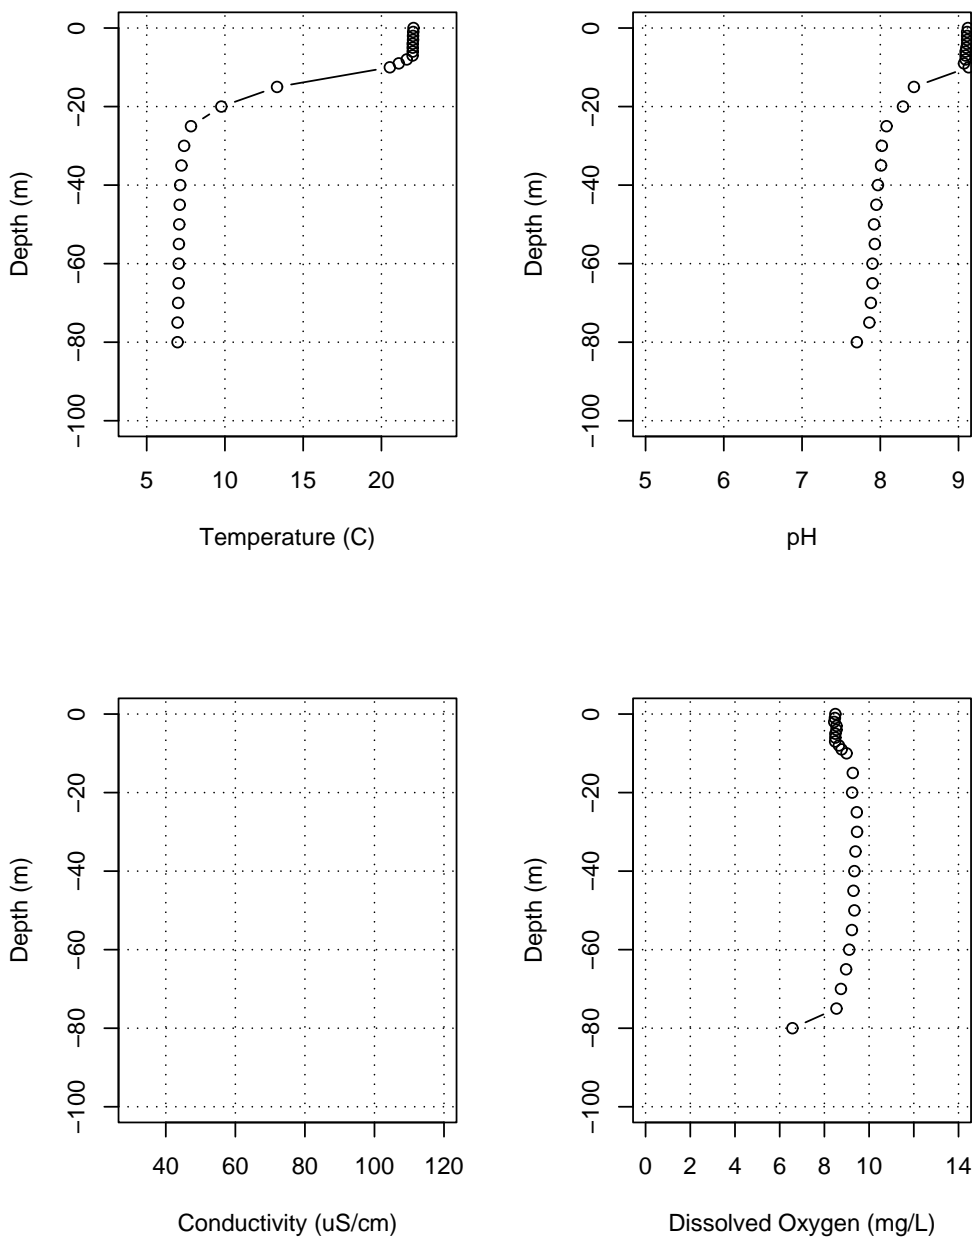 0
−20
−40
−60
−80
−100
Depth (m)
5 10 15 20
Temperature (C)
0
−20
−40
−60
−80
−100
Depth (m)
5 6 7 8 9
pH
0
−20
−40
−60
−80
−100
Depth (m)
40 60 80 100 120
Conductivity (uS/cm)
0
−20
−40
−60
−80
−100
Depth (m)
0 2 4 6 8 10 14
Dissolved Oxygen (mg/L)